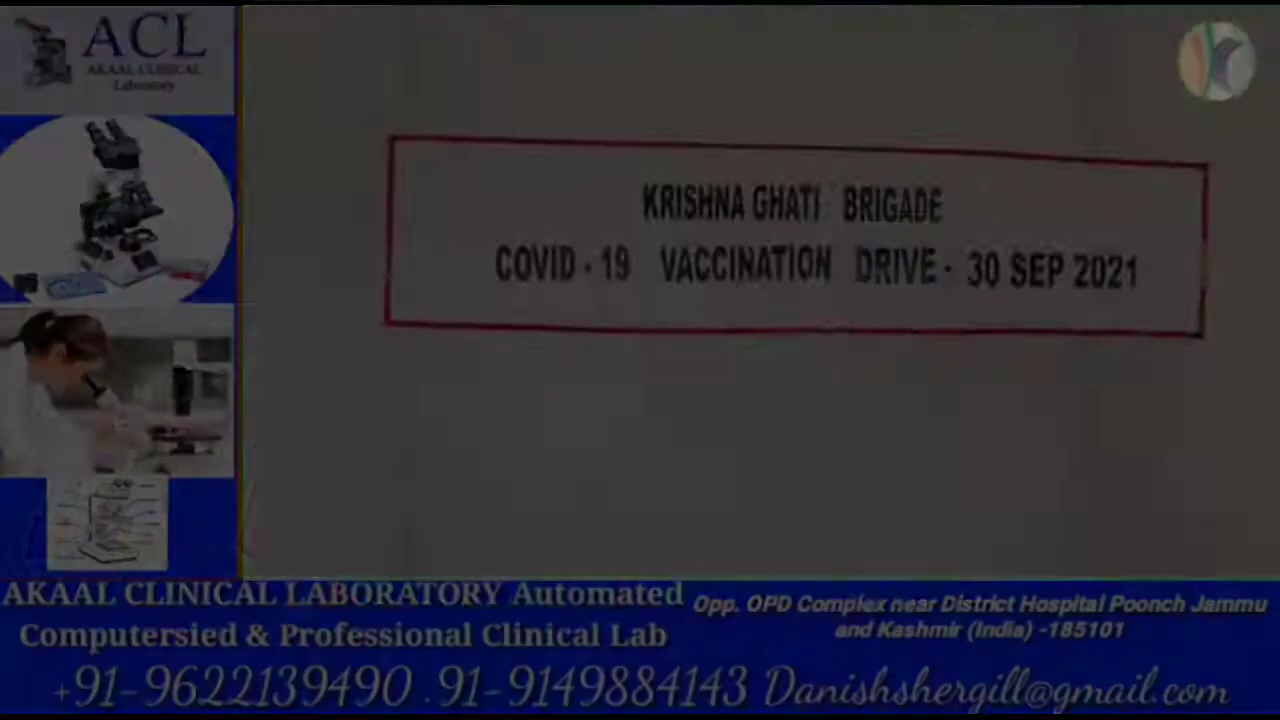 ACL
AKAAL CLINICAL
Laboratory
KRISHNA GHATI BRIGADE
COVID - 19 VACCINATION DRIVE - 30 SEP 2021
AKAAL CLINICAL LABORATORY Automated
Computersied & Professional Clinical Lab
Opp. OPD Complex near District Hospital Poonch Jammu
and Kashmir (India) -185101
+91-9622139490 .91-9149884143 Danishshergill@gmail.com